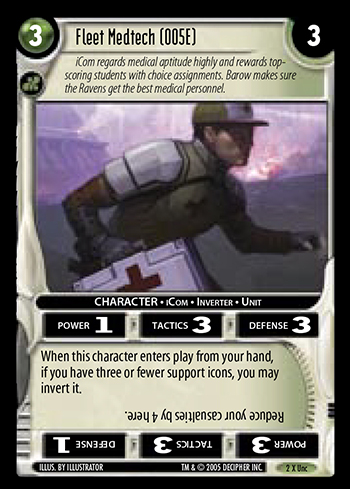 3 Fleet Medtech (005E) 3
iCom regards medical aptitude highly and rewards top-
scoring students with choice assignments. Barow makes sure
the Ravens get the best medical personnel.
CHARACTER • iCom • Inverter • Unit
POWER 1 TACTICS 3 DEFENSE 3
When this character enters play from your hand,
if you have three or fewer support icons, you may
invert it.
Reduce your casualties by 4 here.
POWER 3 TACTICS 3 DEFENSE 1
ILLUS. BY ILLUSTRATOR TM & © 2005 DECIPHER INC. 2 X Unc